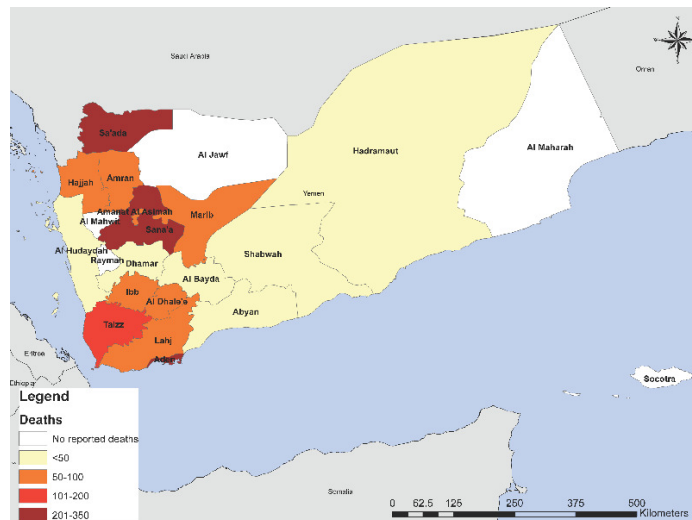 Saudi Arabia
Oman
Sa'ada
Al Jawf
Hadramaut
Al Maharah
Hajjah
Amran
Yemen
Amanat Al Asimah
Marib
Al Mahwit
Sana'a
Al Hudaydah
Raymah
Dhamar
Shabwah
Al Bayda
Ibb
Al Dhale'e
Abyan
Taizz
Lahj
Aden
Eritrea
Ethiopia
Socotra
Somalia
Legend
Deaths
No reported deaths
<50
50-100
101-200
201-350
0 62.5 125 250 375 500
Kilometers